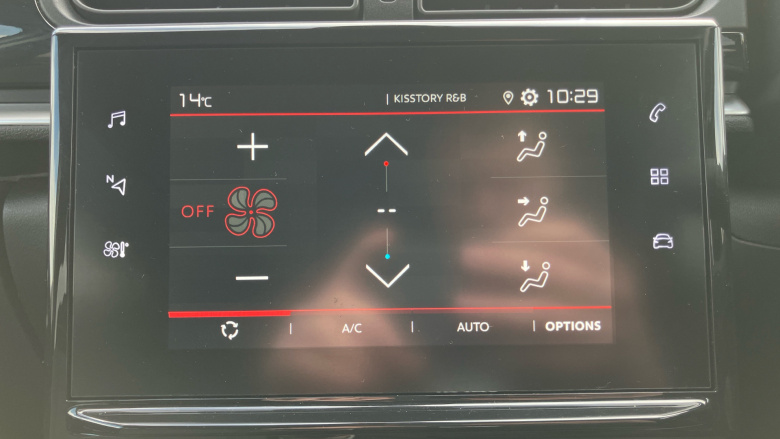 14°C | KISSTORY R&B 10:29
N
OFF
--
| A/C | AUTO | OPTIONS